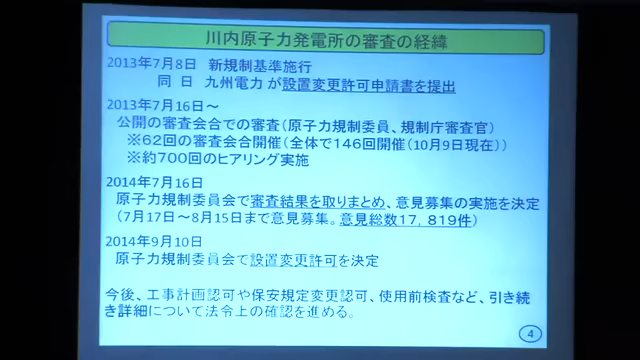 川内原子力発電所の審査の経緯
2013年7月8日　新規制基準施行
同 日　九州電力 が設置変更許可申請書を提出
2013年7月16日～
公開の審査会合での審査（原子力規制委員、規制庁審査官）
※６２回の審査会合開催（全体で１４６回開催（10月9日現在））
※約７００回のヒアリング実施
2014年7月16日
原子力規制委員会で審査結果を取りまとめ、意見募集の実施を決定
（7月17日～8月15日まで意見募集。意見総数１７，８１９件）
2014年9月10日
原子力規制委員会で設置変更許可を決定
今後、工事計画認可や保安規定変更認可、使用前検査など、引き続
き詳細について法令上の確認を進める。
4